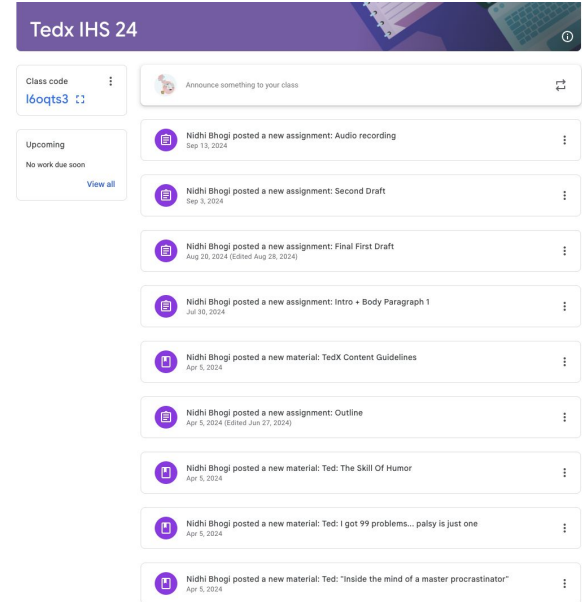 Tedx IHS 24
Class code
l6oqts3
Upcoming
No work due soon
View all
Announce something to your class
Nidhi Bhogi posted a new assignment: Audio recording
Sep 13, 2024
Nidhi Bhogi posted a new assignment: Second Draft
Sep 3, 2024
Nidhi Bhogi posted a new assignment: Final First Draft
Aug 20, 2024 (Edited Aug 28, 2024)
Nidhi Bhogi posted a new assignment: Intro + Body Paragraph 1
Jul 30, 2024
Nidhi Bhogi posted a new material: TedX Content Guidelines
Apr 5, 2024
Nidhi Bhogi posted a new assignment: Outline
Apr 5, 2024 (Edited Jun 27, 2024)
Nidhi Bhogi posted a new material: Ted: The Skill Of Humor
Apr 5, 2024
Nidhi Bhogi posted a new material: Ted: I got 99 problems... palsy is just one
Apr 5, 2024
Nidhi Bhogi posted a new material: Ted: "Inside the mind of a master procrastinator"
Apr 5, 2024